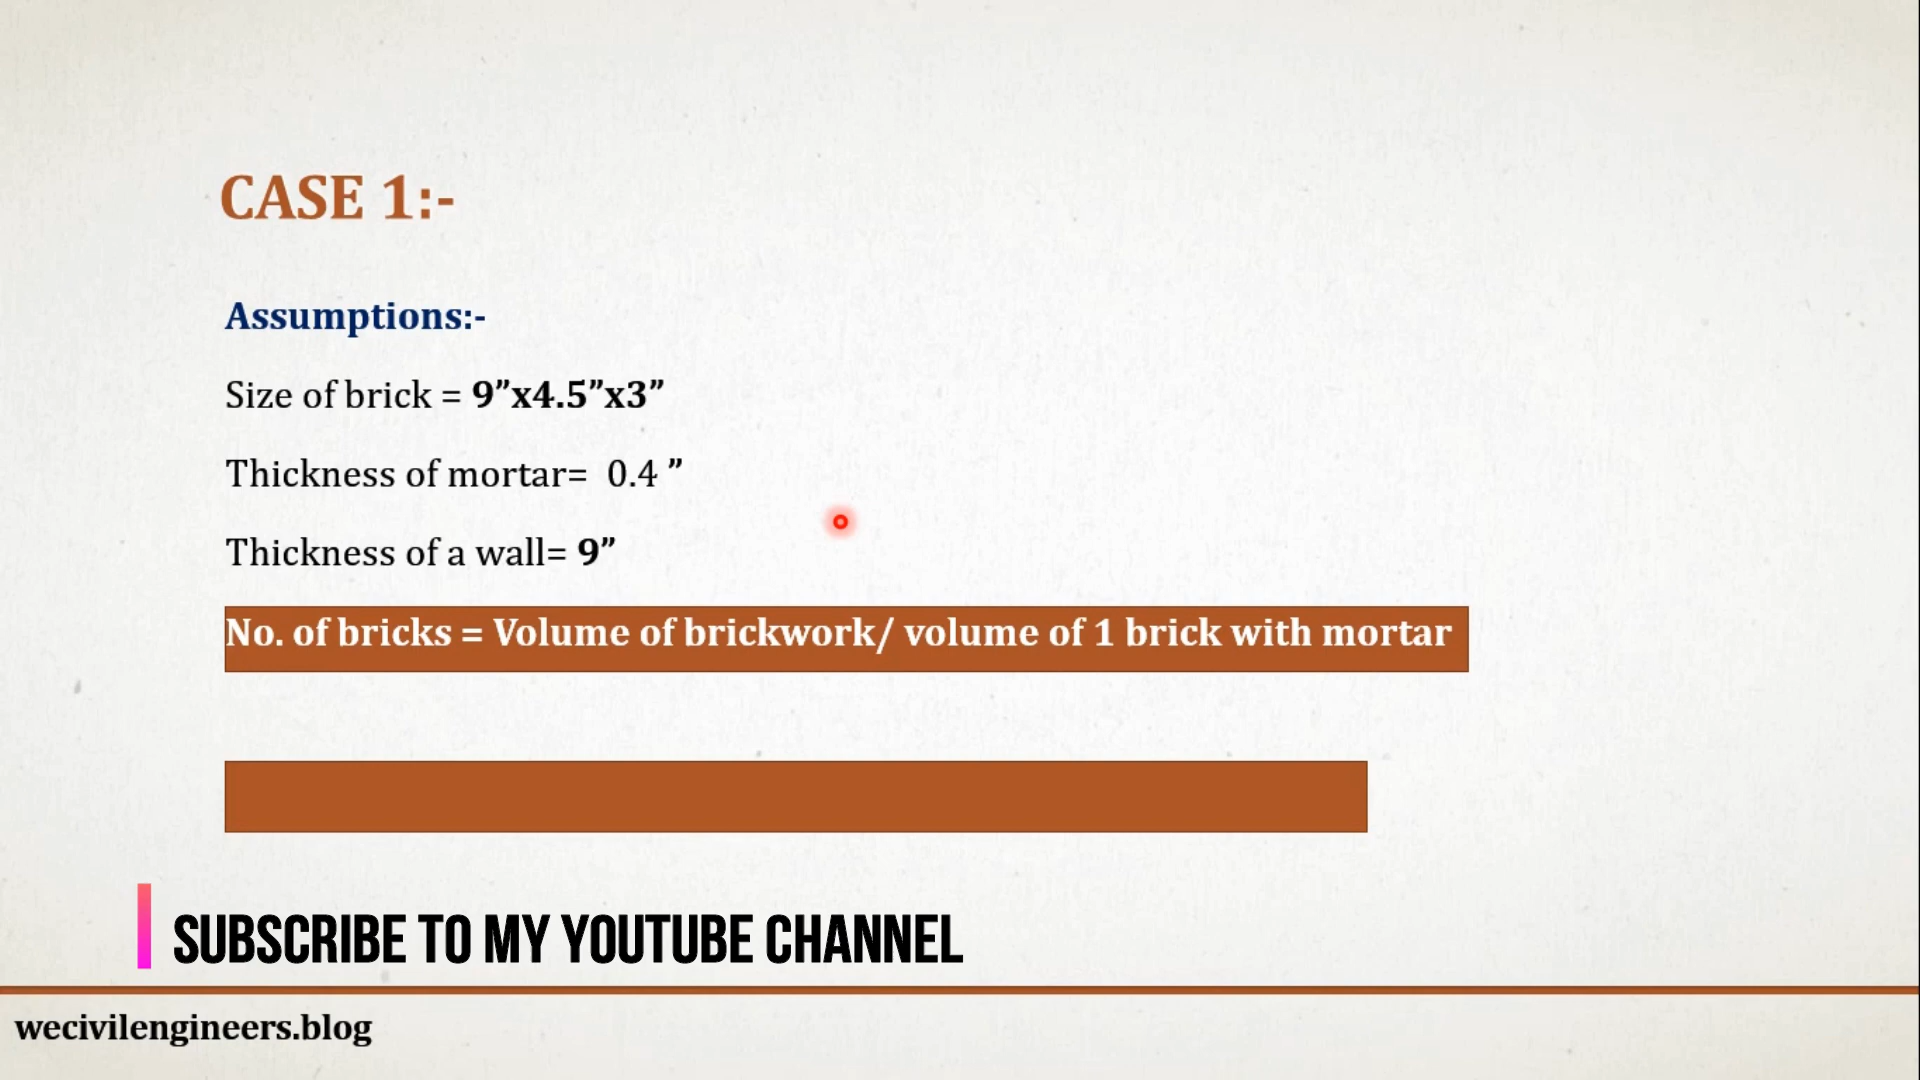 CASE 1:-
Assumptions:-
Size of brick = 9”x4.5”x3”
Thickness of mortar=  0.4 ”
Thickness of a wall= 9”
No. of bricks = Volume of brickwork/ volume of 1 brick with mortar
SUBSCRIBE TO MY YOUTUBE CHANNEL
wecivilengineers.blog